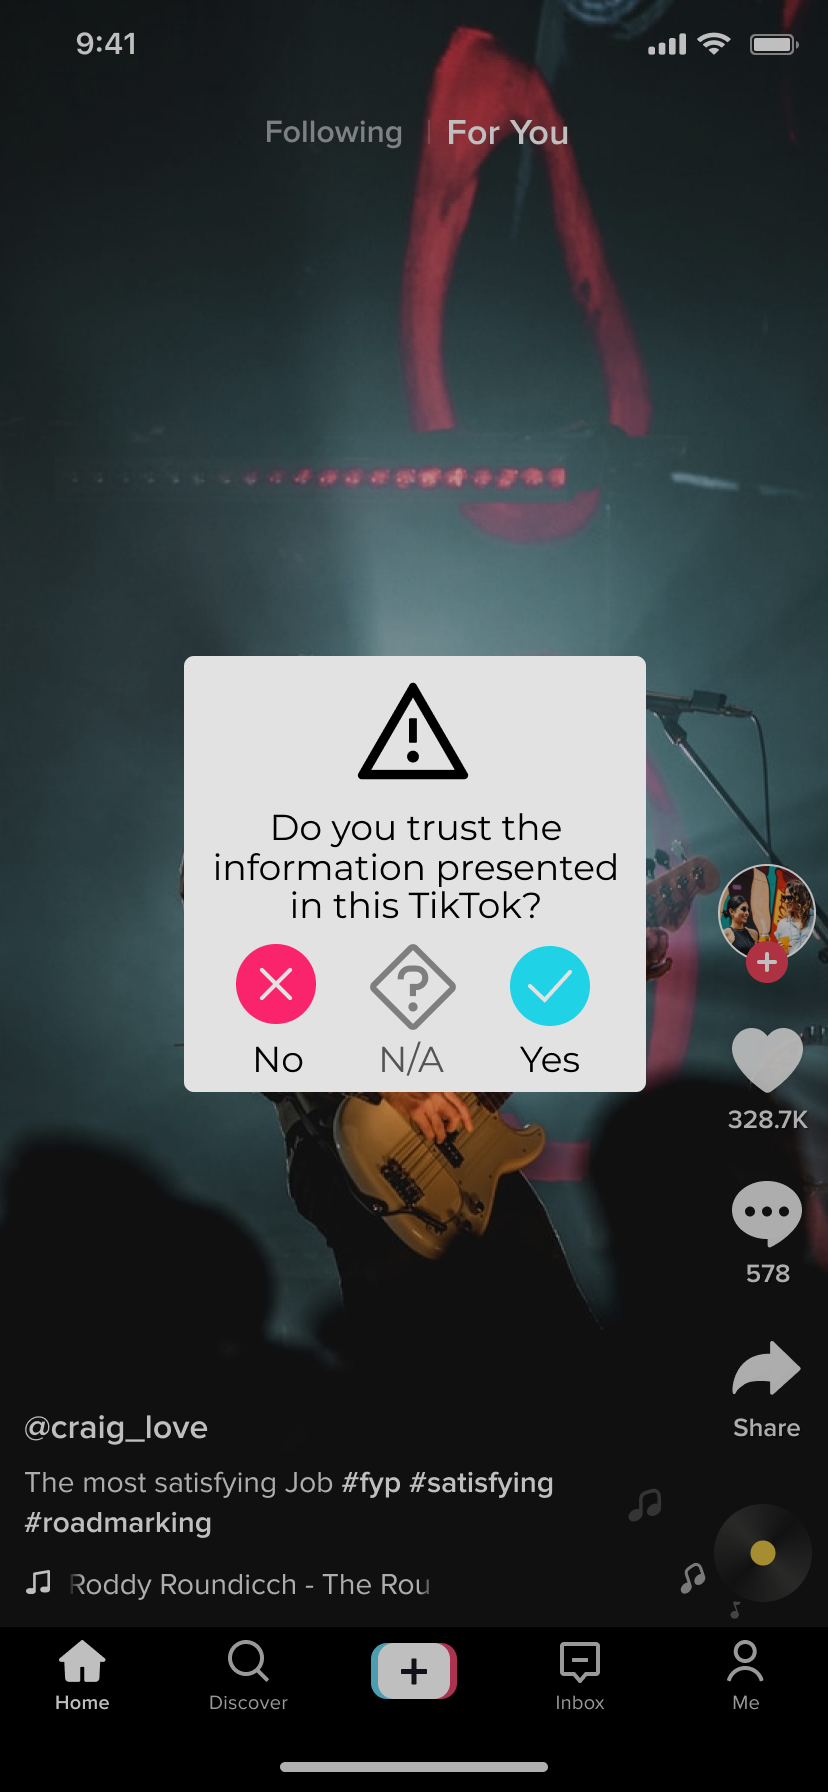 9:41
Following | For You
Do you trust the
information presented
in this TikTok?
No
N/A
Yes
328.7K
578
Share
@craig_love
The most satisfying Job #fyp #satisfying
#roadmarking
Roddy Roundicch - The Rou
Home
Discover
Inbox
Me